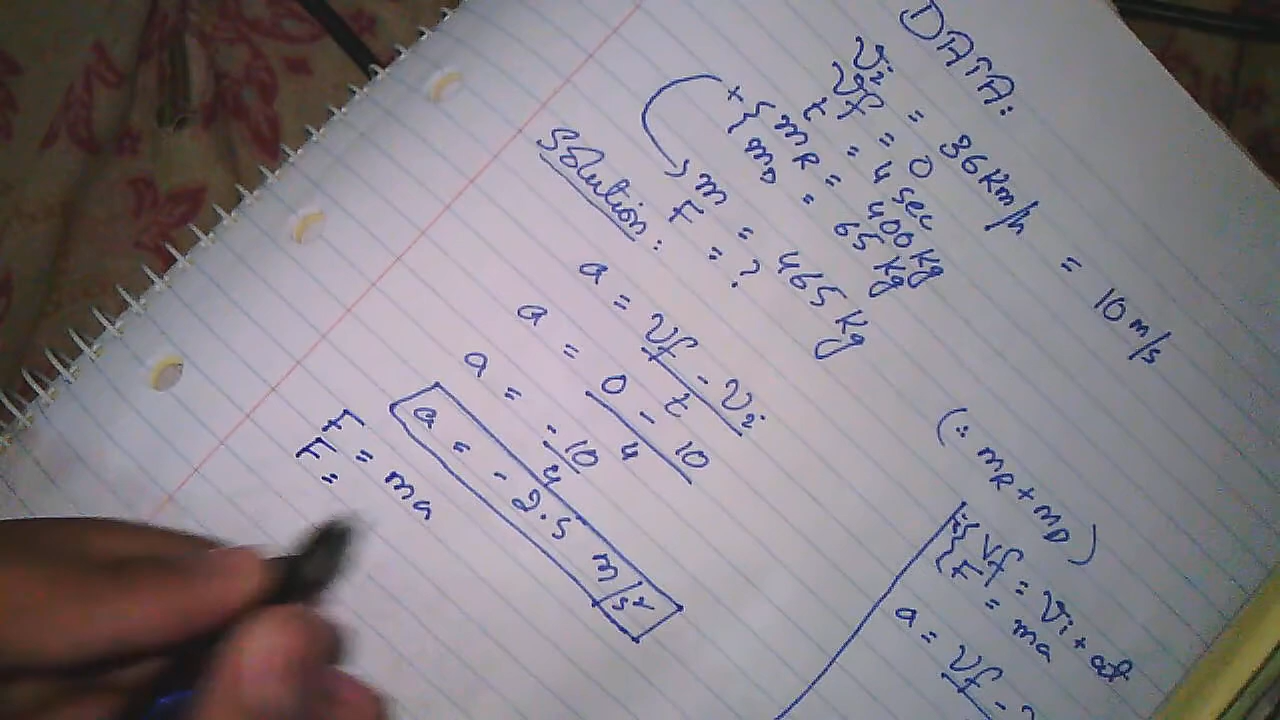 DATA:
Vi = 36 Km/h = 10 m/s
Vf = 0
t = 4 sec
+ { mR = 400 Kg
mD = 65 Kg
m = 465 Kg (∵ mR + mD)
F = ?
Solution:
a = Vf - Vi / t
a = 0 - 10 / 4
a = -10 / 4
a = - 2.5 m/s²
F = ma
F =
∵ { Vf = Vi + at
F = ma
a = Vf -